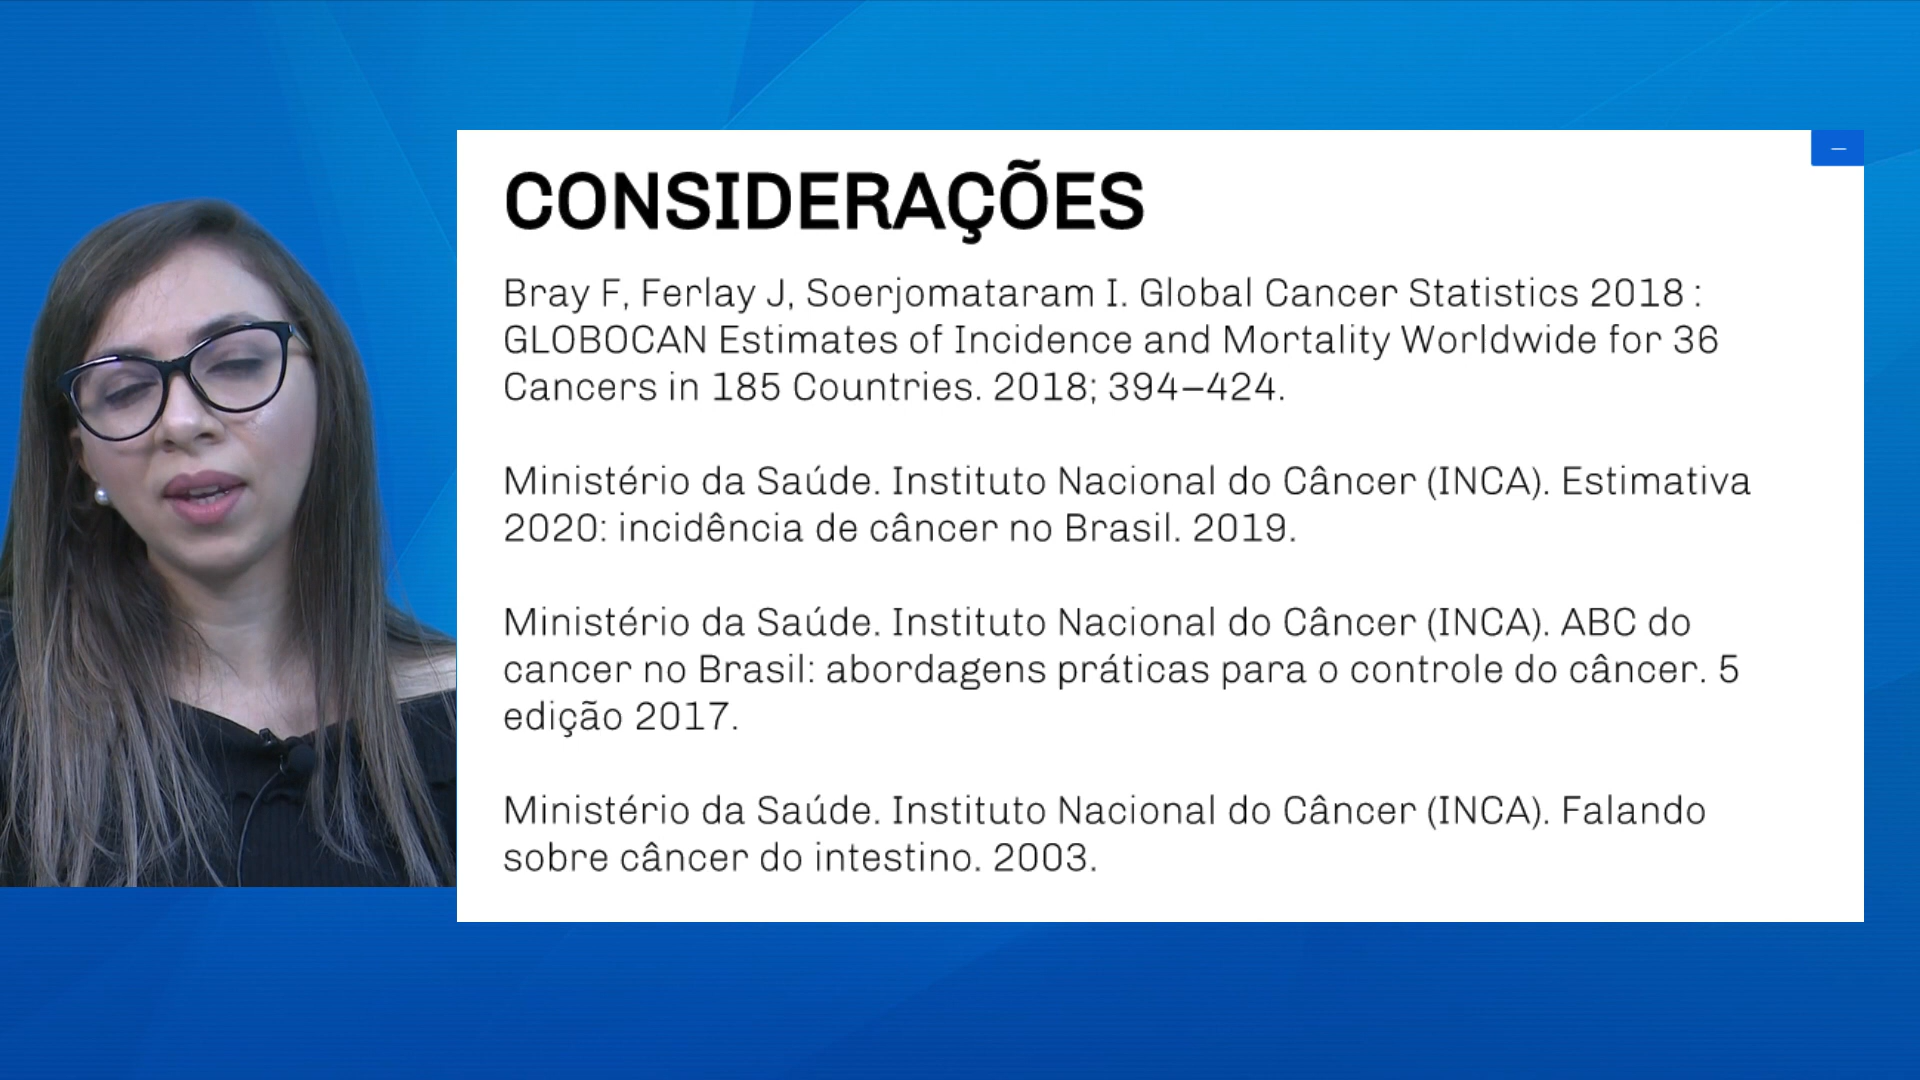 CONSIDERAÇÕES
Bray F, Ferlay J, Soerjomataram I. Global Cancer Statistics 2018 :
GLOBOCAN Estimates of Incidence and Mortality Worldwide for 36
Cancers in 185 Countries. 2018; 394–424.
Ministério da Saúde. Instituto Nacional do Câncer (INCA). Estimativa
2020: incidência de câncer no Brasil. 2019.
Ministério da Saúde. Instituto Nacional do Câncer (INCA). ABC do
cancer no Brasil: abordagens práticas para o controle do câncer. 5
edição 2017.
Ministério da Saúde. Instituto Nacional do Câncer (INCA). Falando
sobre câncer do intestino. 2003.